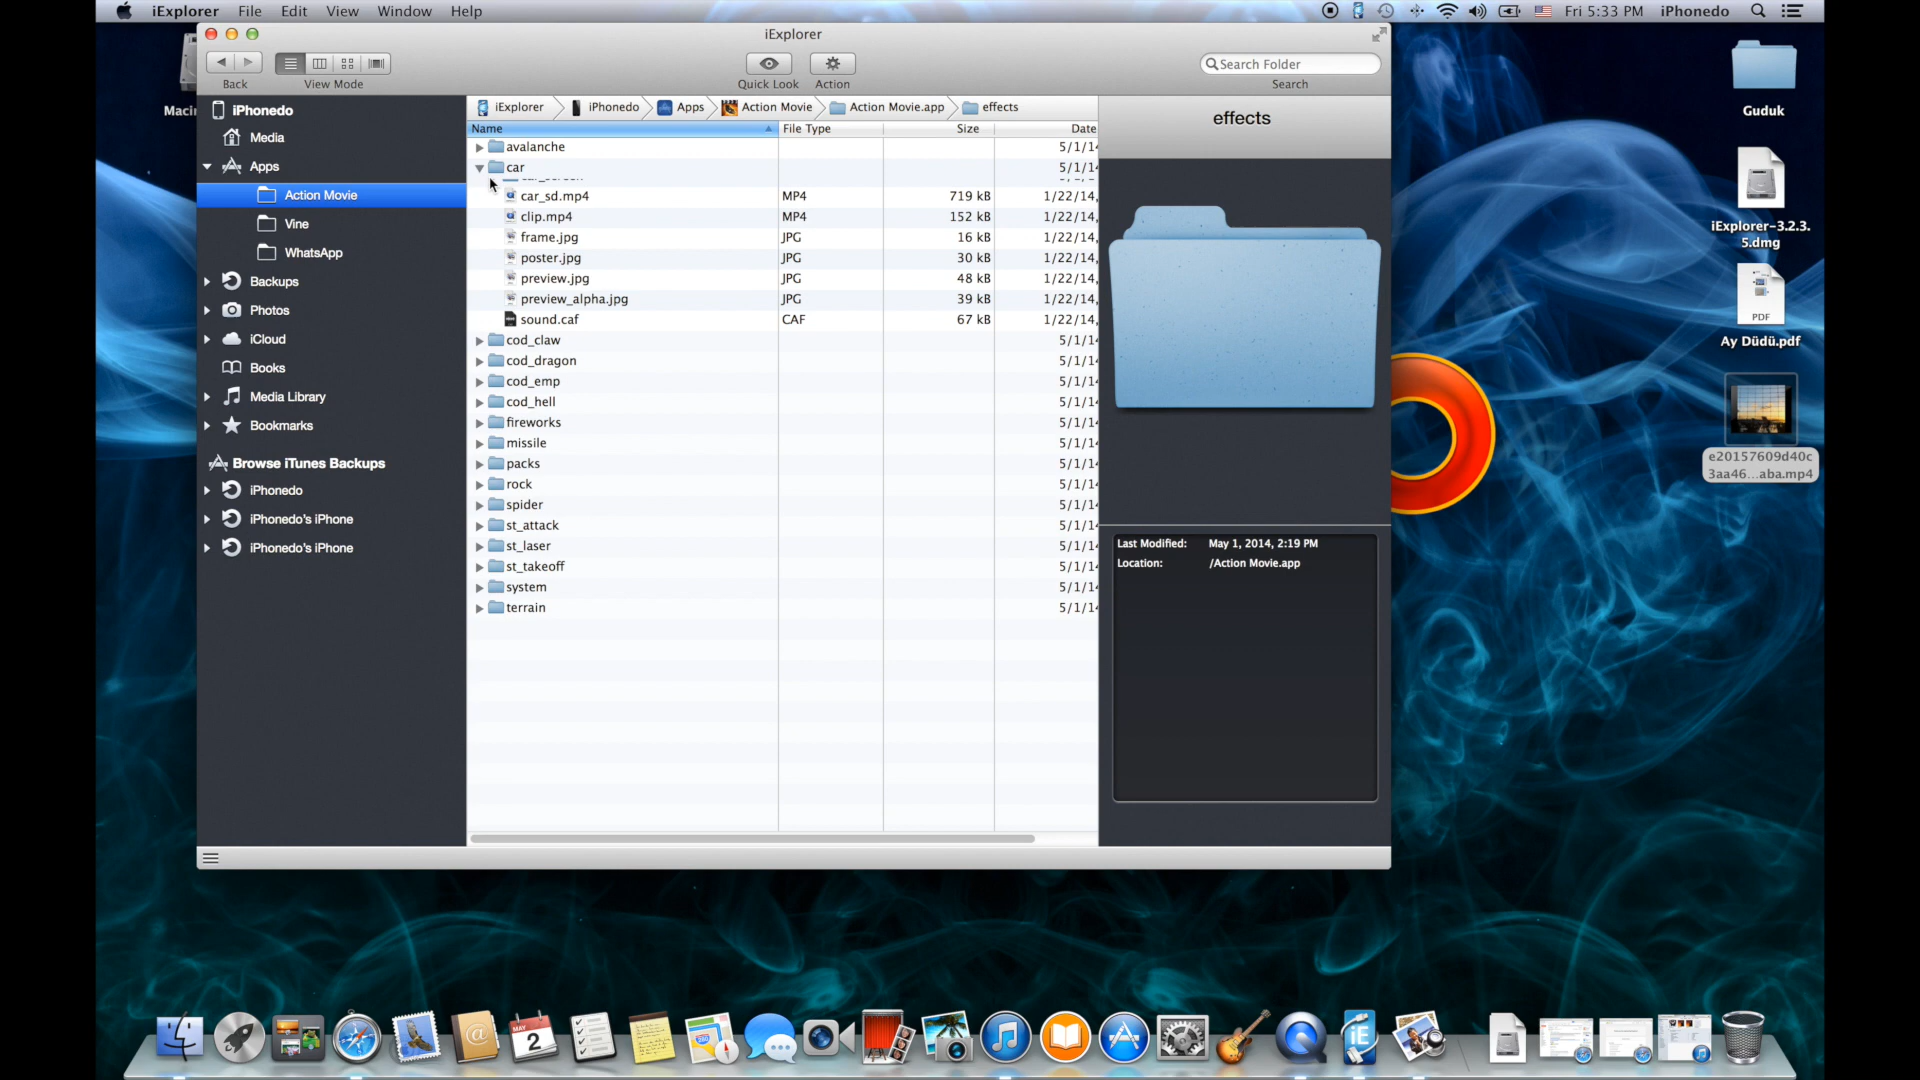 iExplorer File Edit View Window Help Fri 5:33 PM iPhonedo
iExplorer
Back View Mode Quick Look Action Search Folder Search
iPhonedo
Media
Apps
Action Movie
Vine
WhatsApp
Backups
Photos
iCloud
Books
Media Library
Bookmarks
Browse iTunes Backups
iPhonedo
iPhonedo's iPhone
iPhonedo's iPhone
iExplorer iPhonedo Apps Action Movie Action Movie.app effects
Name File Type Size Date
avalanche 5/1/14
car 5/1/14
car_sd.mp4 MP4 719 kB 1/22/14,
clip.mp4 MP4 152 kB 1/22/14,
frame.jpg JPG 16 kB 1/22/14,
poster.jpg JPG 30 kB 1/22/14,
preview.jpg JPG 48 kB 1/22/14,
preview_alpha.jpg JPG 39 kB 1/22/14,
sound.caf CAF 67 kB 1/22/14,
cod_claw 5/1/14
cod_dragon 5/1/14
cod_emp 5/1/14
cod_hell 5/1/14
fireworks 5/1/14
missile 5/1/14
packs 5/1/14
rock 5/1/14
spider 5/1/14
st_attack 5/1/14
st_laser 5/1/14
st_takeoff 5/1/14
system 5/1/14
terrain 5/1/14
effects
Last Modified: May 1, 2014, 2:19 PM
Location: /Action Movie.app
Macin
Guduk
iExplorer-3.2.3.
5.dmg
PDF
Ay Düdü.pdf
e20157609d40c
3aa46...aba.mp4
MAY
2
iE